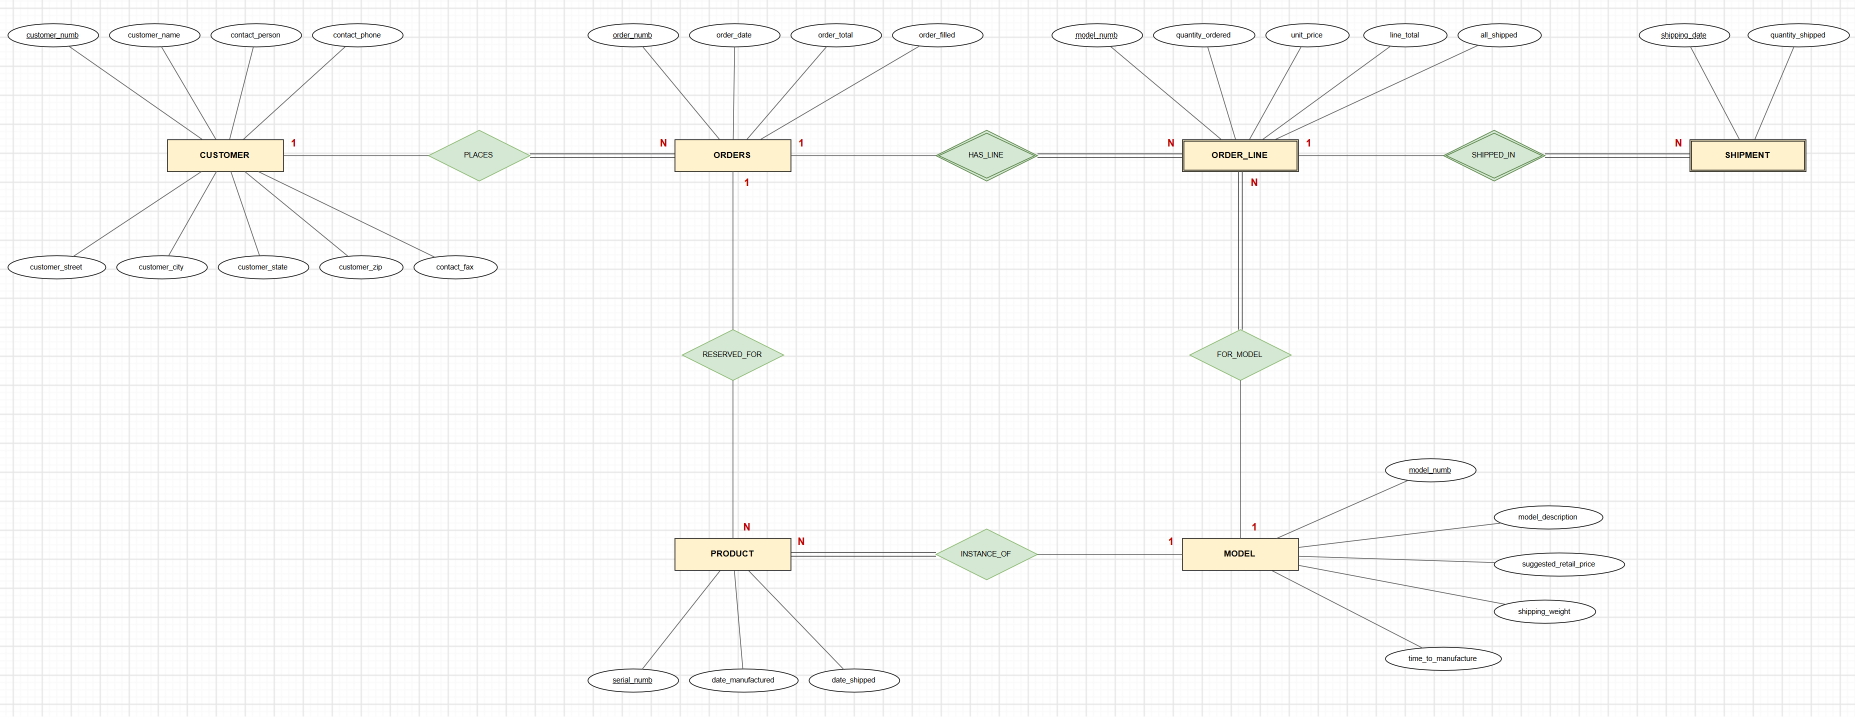 customer_numb
customer_name
contact_person
contact_phone
order_numb
order_date
order_total
order_filled
model_numb
quantity_ordered
unit_price
line_total
all_shipped
shipping_date
quantity_shipped
CUSTOMER
1
PLACES
N
ORDERS
1
HAS_LINE
N
ORDER_LINE
1
SHIPPED_IN
N
SHIPMENT
1
N
customer_street
customer_city
customer_state
customer_zip
contact_fax
RESERVED_FOR
FOR_MODEL
model_numb
model_description
N
1
PRODUCT
N
INSTANCE_OF
1
MODEL
suggested_retail_price
shipping_weight
time_to_manufacture
serial_numb
date_manufactured
date_shipped